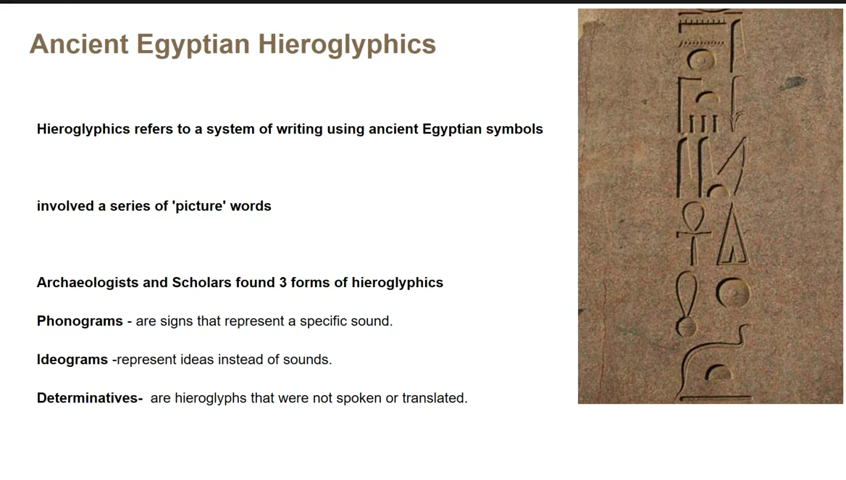 Ancient Egyptian Hieroglyphics
Hieroglyphics refers to a system of writing using ancient Egyptian symbols
involved a series of 'picture' words
Archaeologists and Scholars found 3 forms of hieroglyphics
Phonograms - are signs that represent a specific sound.
Ideograms -represent ideas instead of sounds.
Determinatives-  are hieroglyphs that were not spoken or translated.